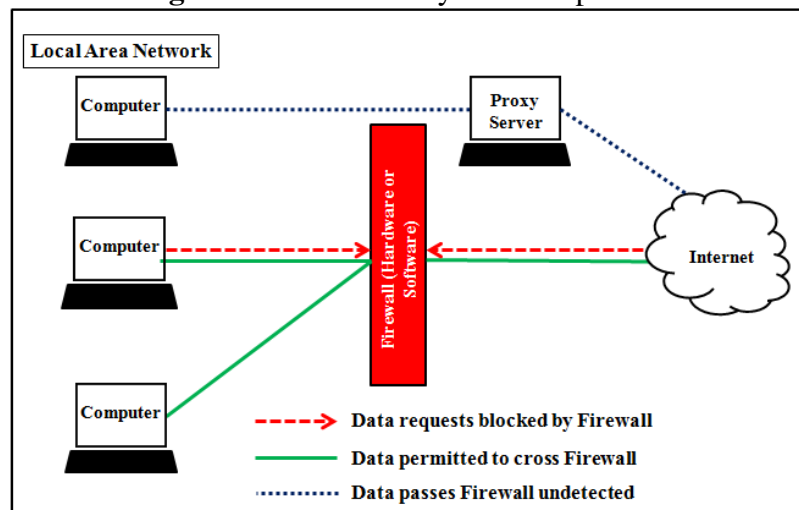 Local Area Network
Computer
Proxy
Server
Computer
Firewall (Hardware or
Software)
Internet
Computer
Data requests blocked by Firewall
Data permitted to cross Firewall
Data passes Firewall undetected